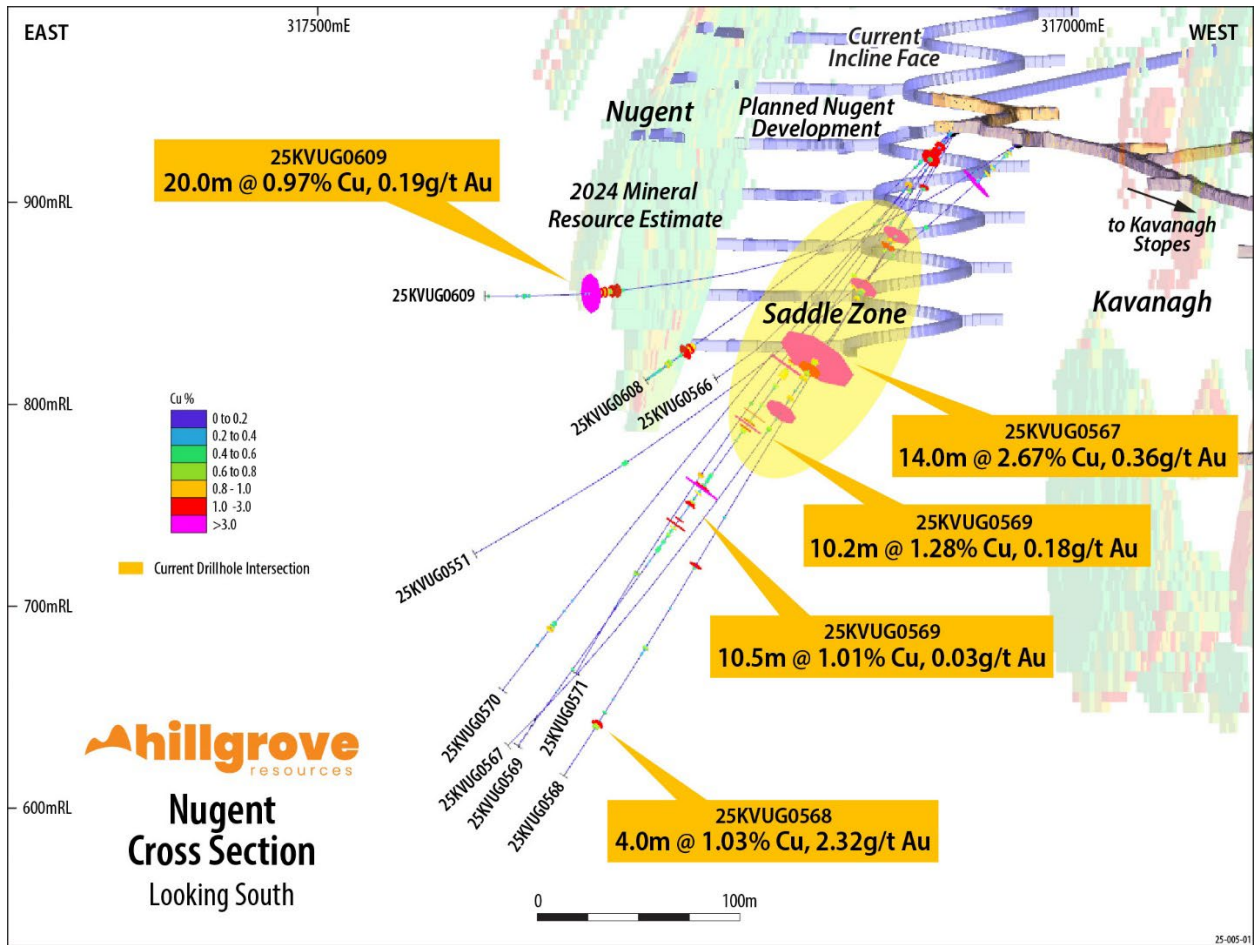 EAST
317500mE
317000mE
WEST
Current
Incline Face
Nugent
Planned Nugent
Development
25KVUG0609
20.0m @ 0.97% Cu, 0.19g/t Au
2024 Mineral
Resource Estimate
900mRL
to Kavanagh
Stopes
25KVUG0609
Kavanagh
Saddle Zone
25KVUG0608
25KVUG0566
800mRL
Cu %
0 to 0.2
0.2 to 0.4
0.4 to 0.6
0.6 to 0.8
0.8 - 1.0
1.0 -3.0
>3.0
Current Drillhole Intersection
25KVUG0567
14.0m @ 2.67% Cu, 0.36g/t Au
25KVUG0569
10.2m @ 1.28% Cu, 0.18g/t Au
25KVUG0551
700mRL
25KVUG0569
10.5m @ 1.01% Cu, 0.03g/t Au
25KVUG0570
25KVUG0567
25KVUG0569
25KVUG0571
25KVUG0568
hillgrove
resources
600mRL
Nugent
Cross Section
Looking South
25KVUG0568
4.0m @ 1.03% Cu, 2.32g/t Au
0
100m
25-005-01